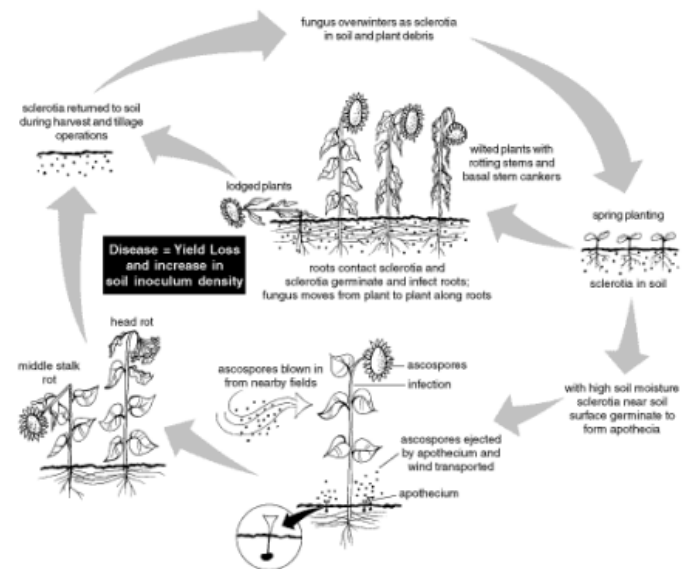 fungus overwinters as sclerotia
in soil and plant debris
sclerotia returned to soil
during harvest and tillage
operations
wilted plants with
rotting stems and
basal stem cankers
lodged plants
spring planting
sclerotia in soil
Disease = Yield Loss
and increase in
soil inoculum density
roots contact sclerotia and
sclerotia germinate and infect roots;
fungus moves from plant to plant along roots
head rot
middle stalk
rot
ascospores blown in
from nearby fields
ascospores
infection
with high soil moisture
sclerotia near soil
surface germinate to
form apothecia
ascospores ejected
by apothecium and
wind transported
apothecium